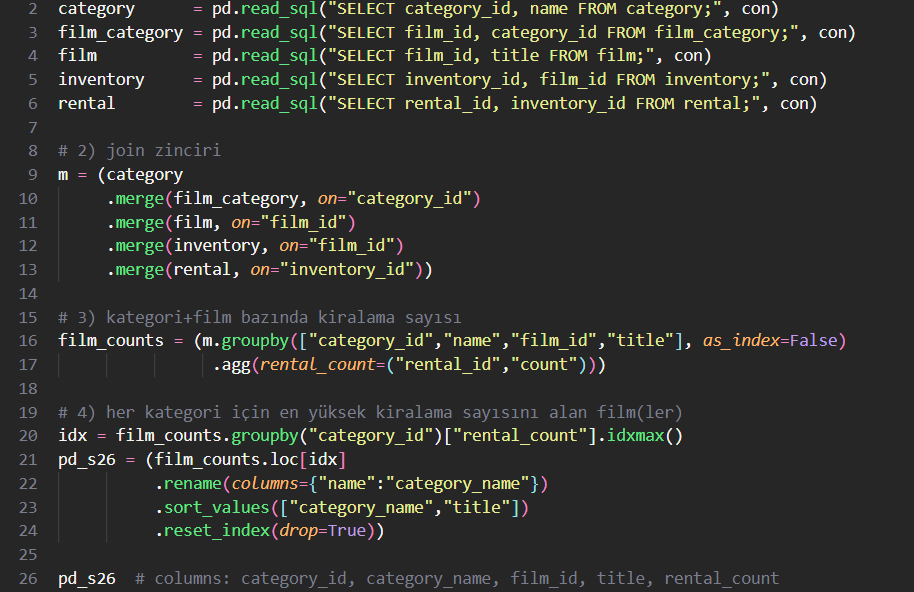 2 category      = pd.read_sql("SELECT category_id, name FROM category;", con)
3 film_category = pd.read_sql("SELECT film_id, category_id FROM film_category;", con)
4 film          = pd.read_sql("SELECT film_id, title FROM film;", con)
5 inventory     = pd.read_sql("SELECT inventory_id, film_id FROM inventory;", con)
6 rental        = pd.read_sql("SELECT rental_id, inventory_id FROM rental;", con)
7
8 # 2) join zinciri
9 m = (category
10      .merge(film_category, on="category_id")
11      .merge(film, on="film_id")
12      .merge(inventory, on="film_id")
13      .merge(rental, on="inventory_id"))
14
15 # 3) kategori+film bazında kiralama sayısı
16 film_counts = (m.groupby(["category_id","name","film_id","title"], as_index=False)
17                 .agg(rental_count=("rental_id","count")))
18
19 # 4) her kategori için en yüksek kiralama sayısını alan film(ler)
20 idx = film_counts.groupby("category_id")["rental_count"].idxmax()
21 pd_s26 = (film_counts.loc[idx]
22           .rename(columns={"name":"category_name"})
23           .sort_values(["category_name","title"])
24           .reset_index(drop=True))
25
26 pd_s26  # columns: category_id, category_name, film_id, title, rental_count